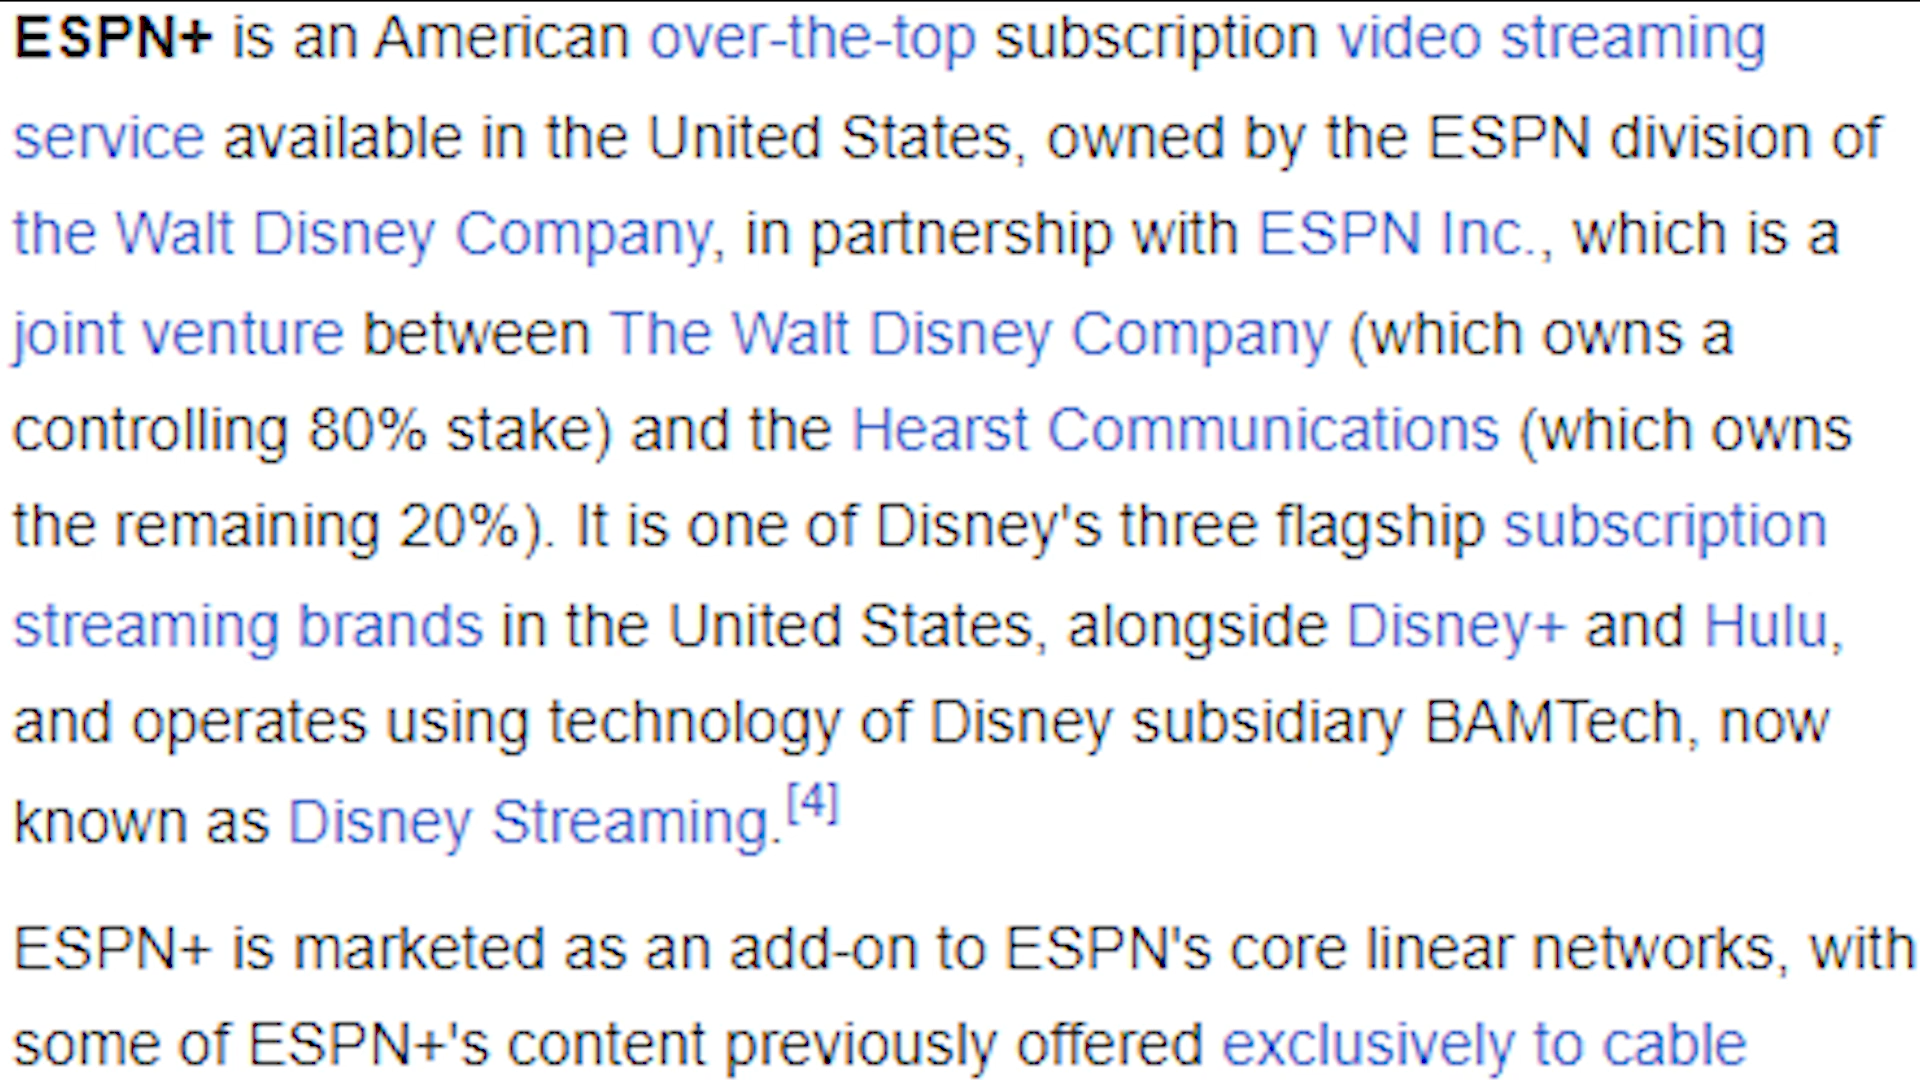 ESPN+ is an American over-the-top subscription video streaming
service available in the United States, owned by the ESPN division of
the Walt Disney Company, in partnership with ESPN Inc., which is a
joint venture between The Walt Disney Company (which owns a
controlling 80% stake) and the Hearst Communications (which owns
the remaining 20%). It is one of Disney's three flagship subscription
streaming brands in the United States, alongside Disney+ and Hulu,
and operates using technology of Disney subsidiary BAMTech, now
known as Disney Streaming.[4]
ESPN+ is marketed as an add-on to ESPN's core linear networks, with
some of ESPN+'s content previously offered exclusively to cable